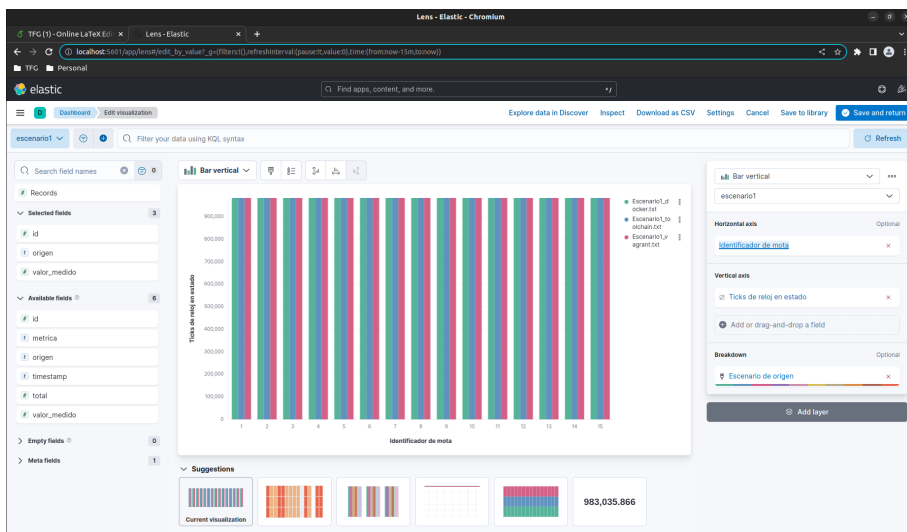 Lens - Elastic - Chromium
TFG (1) - Online LaTeX Edit × Lens - Elastic × +
localhost:5601/app/lens#/edit_by_value?_g=(filters:!(),refreshInterval:(pause:!t,value:0),time:(from:now-15m,to:now))
TFG Personal
elastic Find apps, content, and more. ^/
D Dashboard Edit visualization Explore data in Discover Inspect Download as CSV Settings Cancel Save to library Save and return
escenario1 Filter your data using KQL syntax Refresh
Search field names 0
Records
Selected fields 3
id
origen
valor_medido
Available fields 6
id
metrica
origen
timestamp
total
valor_medido
Empty fields 0
Meta fields 1
Bar vertical
900,000
800,000
700,000
600,000
500,000
400,000
300,000
200,000
100,000
0
Ticks de reloj en estado
1 2 3 4 5 6 7 8 9 10 11 12 13 14 15
Identificador de mota
Escenario1_d
ocker.txt
Escenario1_to
olchain.txt
Escenario1_v
agrant.txt
Suggestions
Current visualization
983,035.866
Bar vertical
escenario1
Horizontal axis Optional
Identificador de mota
Vertical axis
Ticks de reloj en estado
Add or drag-and-drop a field
Breakdown Optional
Escenario de origen
Add layer